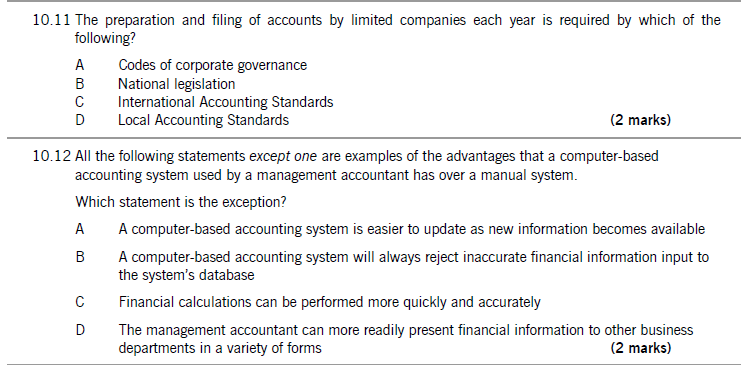 10.11 The preparation and filing of accounts by limited companies each year is required by which of the
following?
A Codes of corporate governance
B National legislation
C International Accounting Standards
D Local Accounting Standards (2 marks)
10.12 All the following statements except one are examples of the advantages that a computer-based
accounting system used by a management accountant has over a manual system.
Which statement is the exception?
A A computer-based accounting system is easier to update as new information becomes available
B A computer-based accounting system will always reject inaccurate financial information input to
the system's database
C Financial calculations can be performed more quickly and accurately
D The management accountant can more readily present financial information to other business
departments in a variety of forms (2 marks)